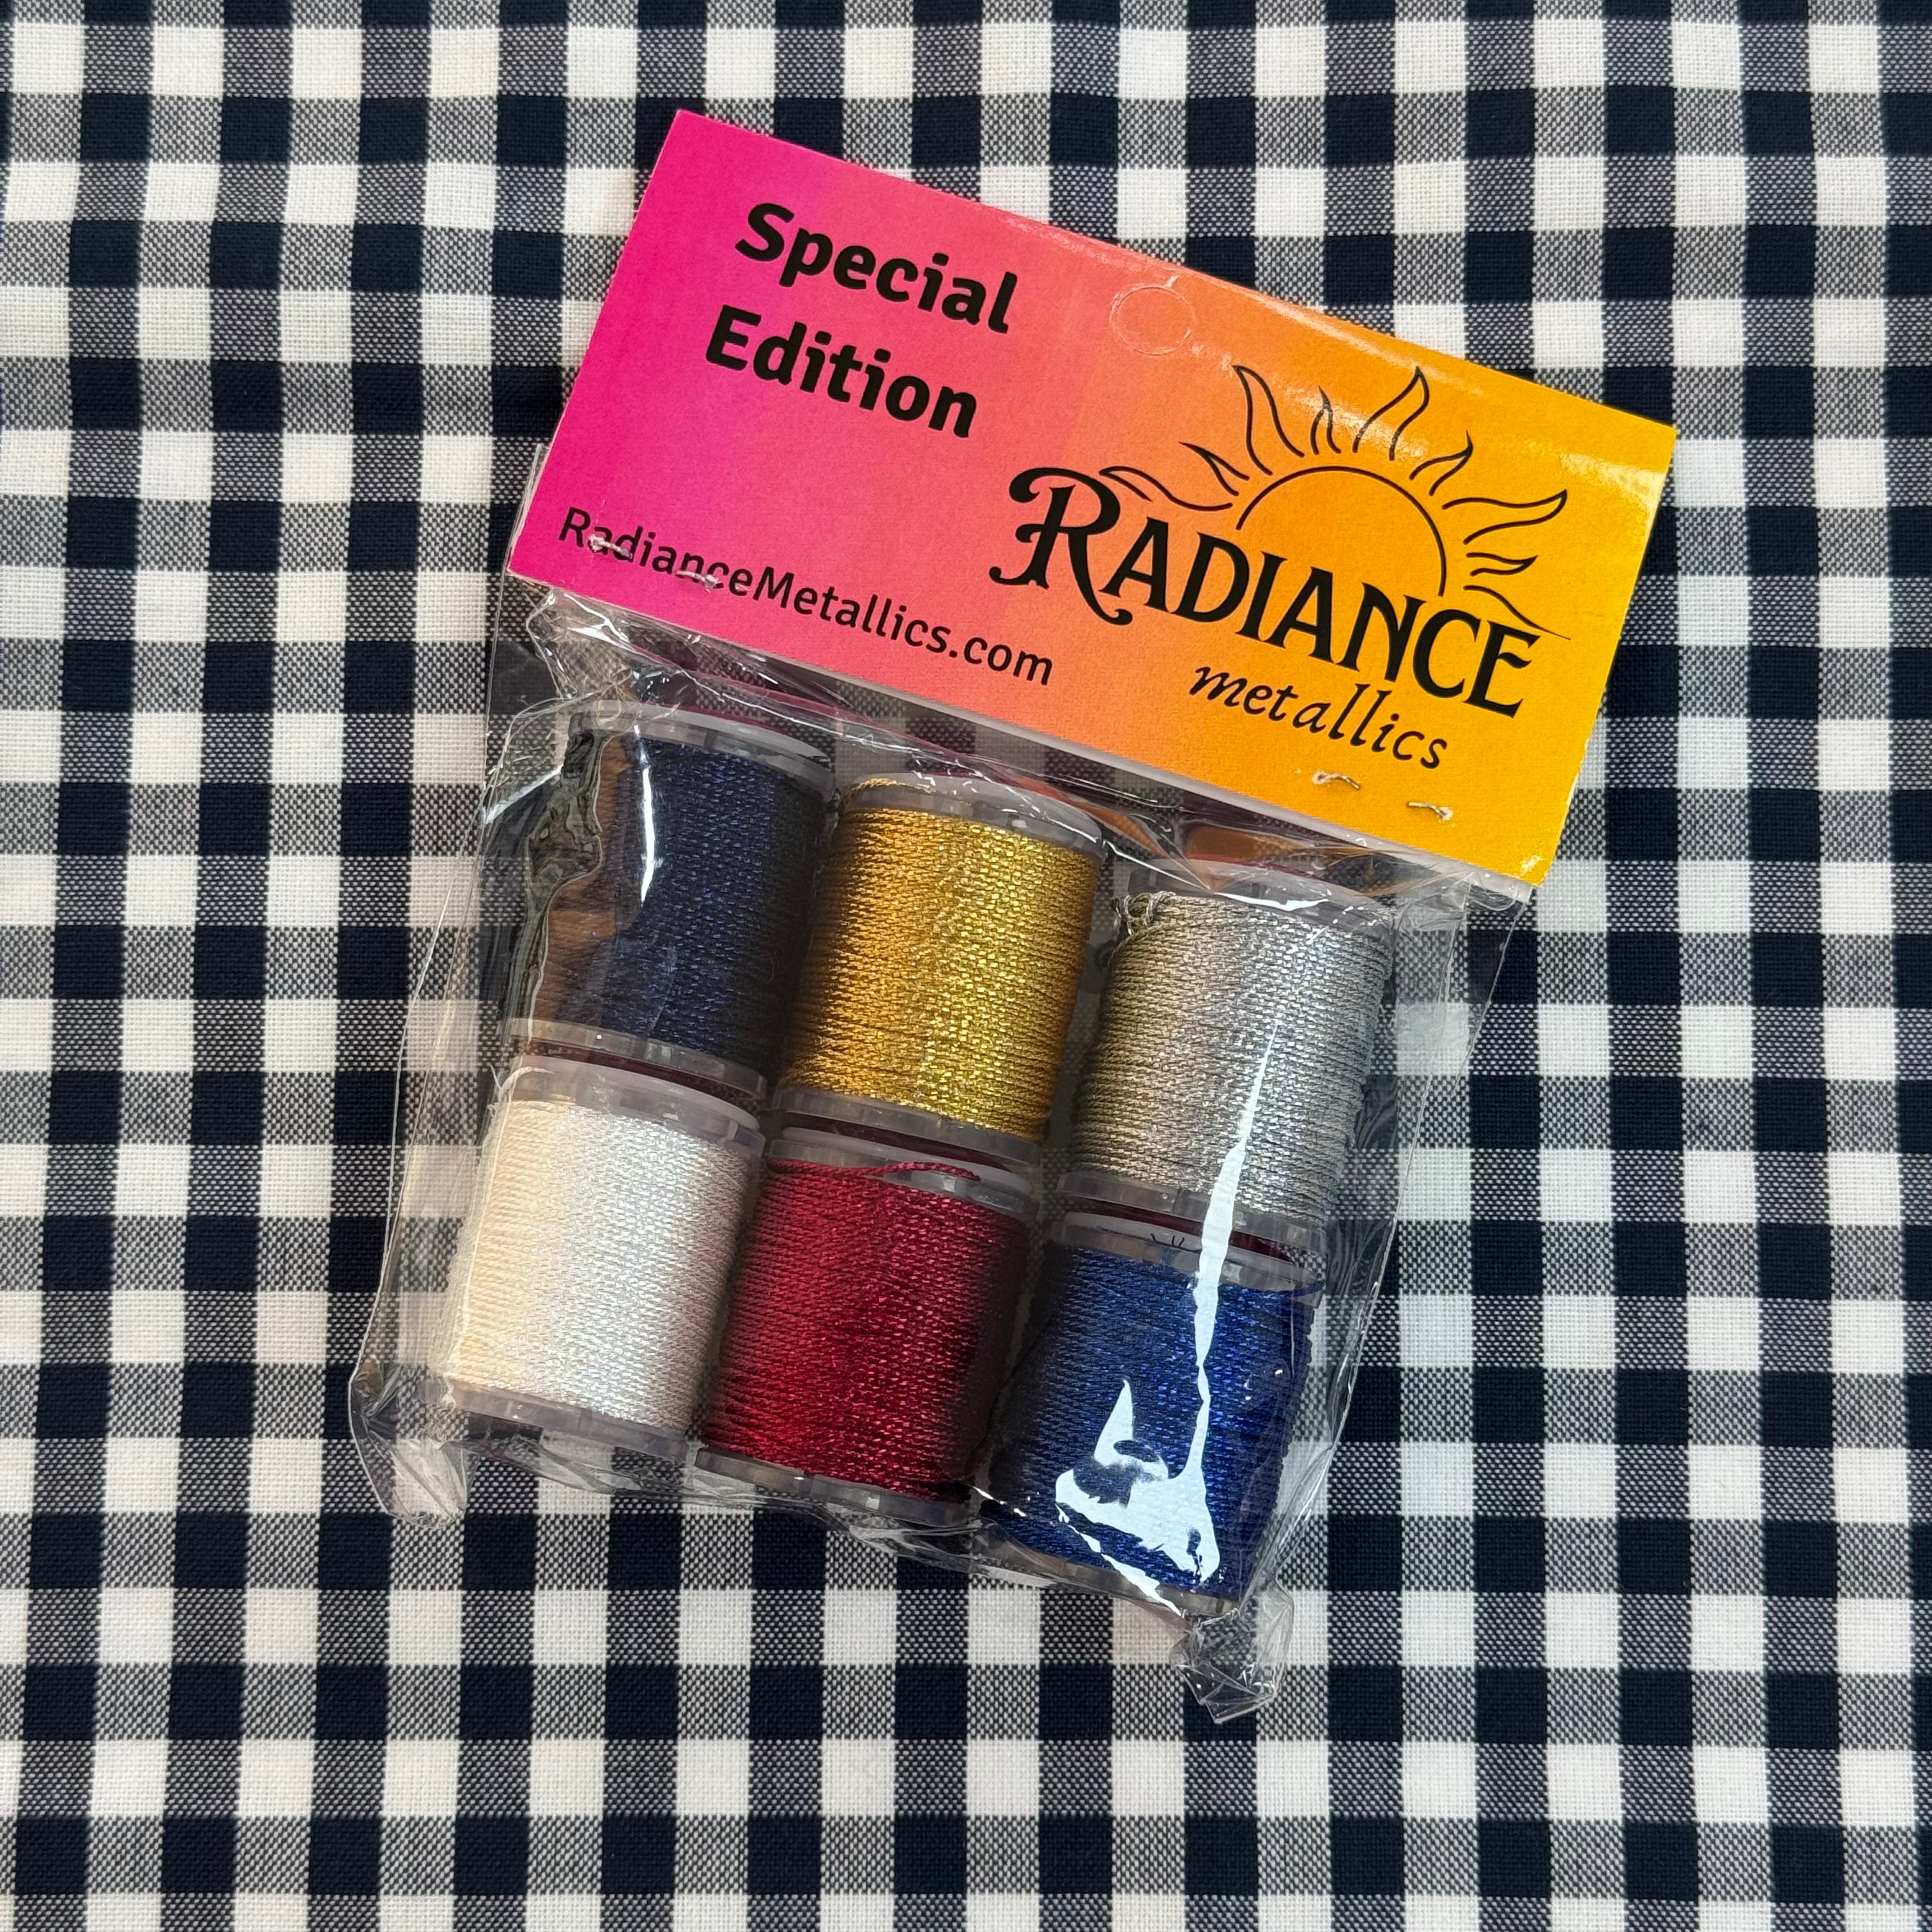 Special
Edition
RadianceMetallics.com
RADIANCE
metallics